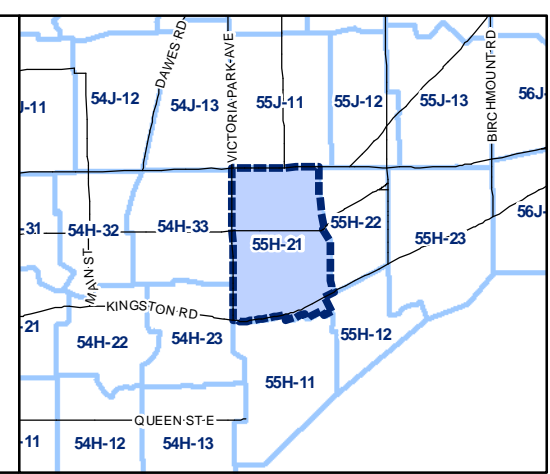 DAWES RD
VICTORIA PARK AVE
BIRCHMOUNT RD
J-11
54J-12
54J-13
55J-11
55J-12
55J-13
56J-
-31
54H-32
54H-33
55H-21
55H-22
55H-23
56J-
MAIN ST
KINGSTON RD
-21
54H-22
54H-23
55H-11
55H-12
QUEEN ST E
-11
54H-12
54H-13